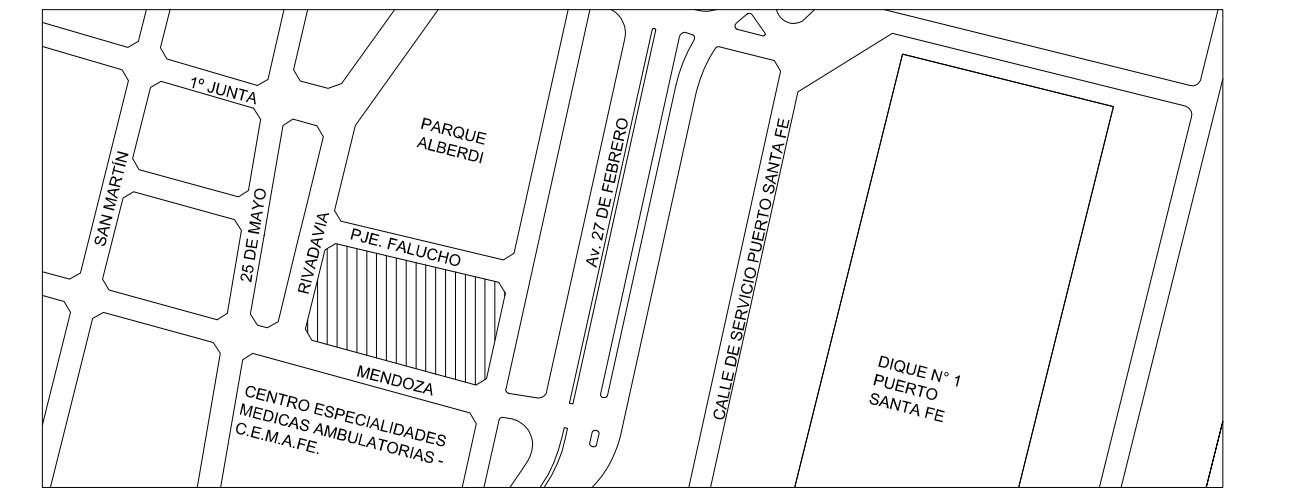 1º JUNTA
PARQUE
ALBERDI
SAN MARTÍN
25 DE MAYO
RIVADAVIA
PJE. FALUCHO
Av. 27 DE FEBRERO
CALLE DE SERVICIO PUERTO SANTA FE
MENDOZA
CENTRO ESPECIALIDADES
MEDICAS AMBULATORIAS -
C.E.M.A.FE.
DIQUE N° 1
PUERTO
SANTA FE